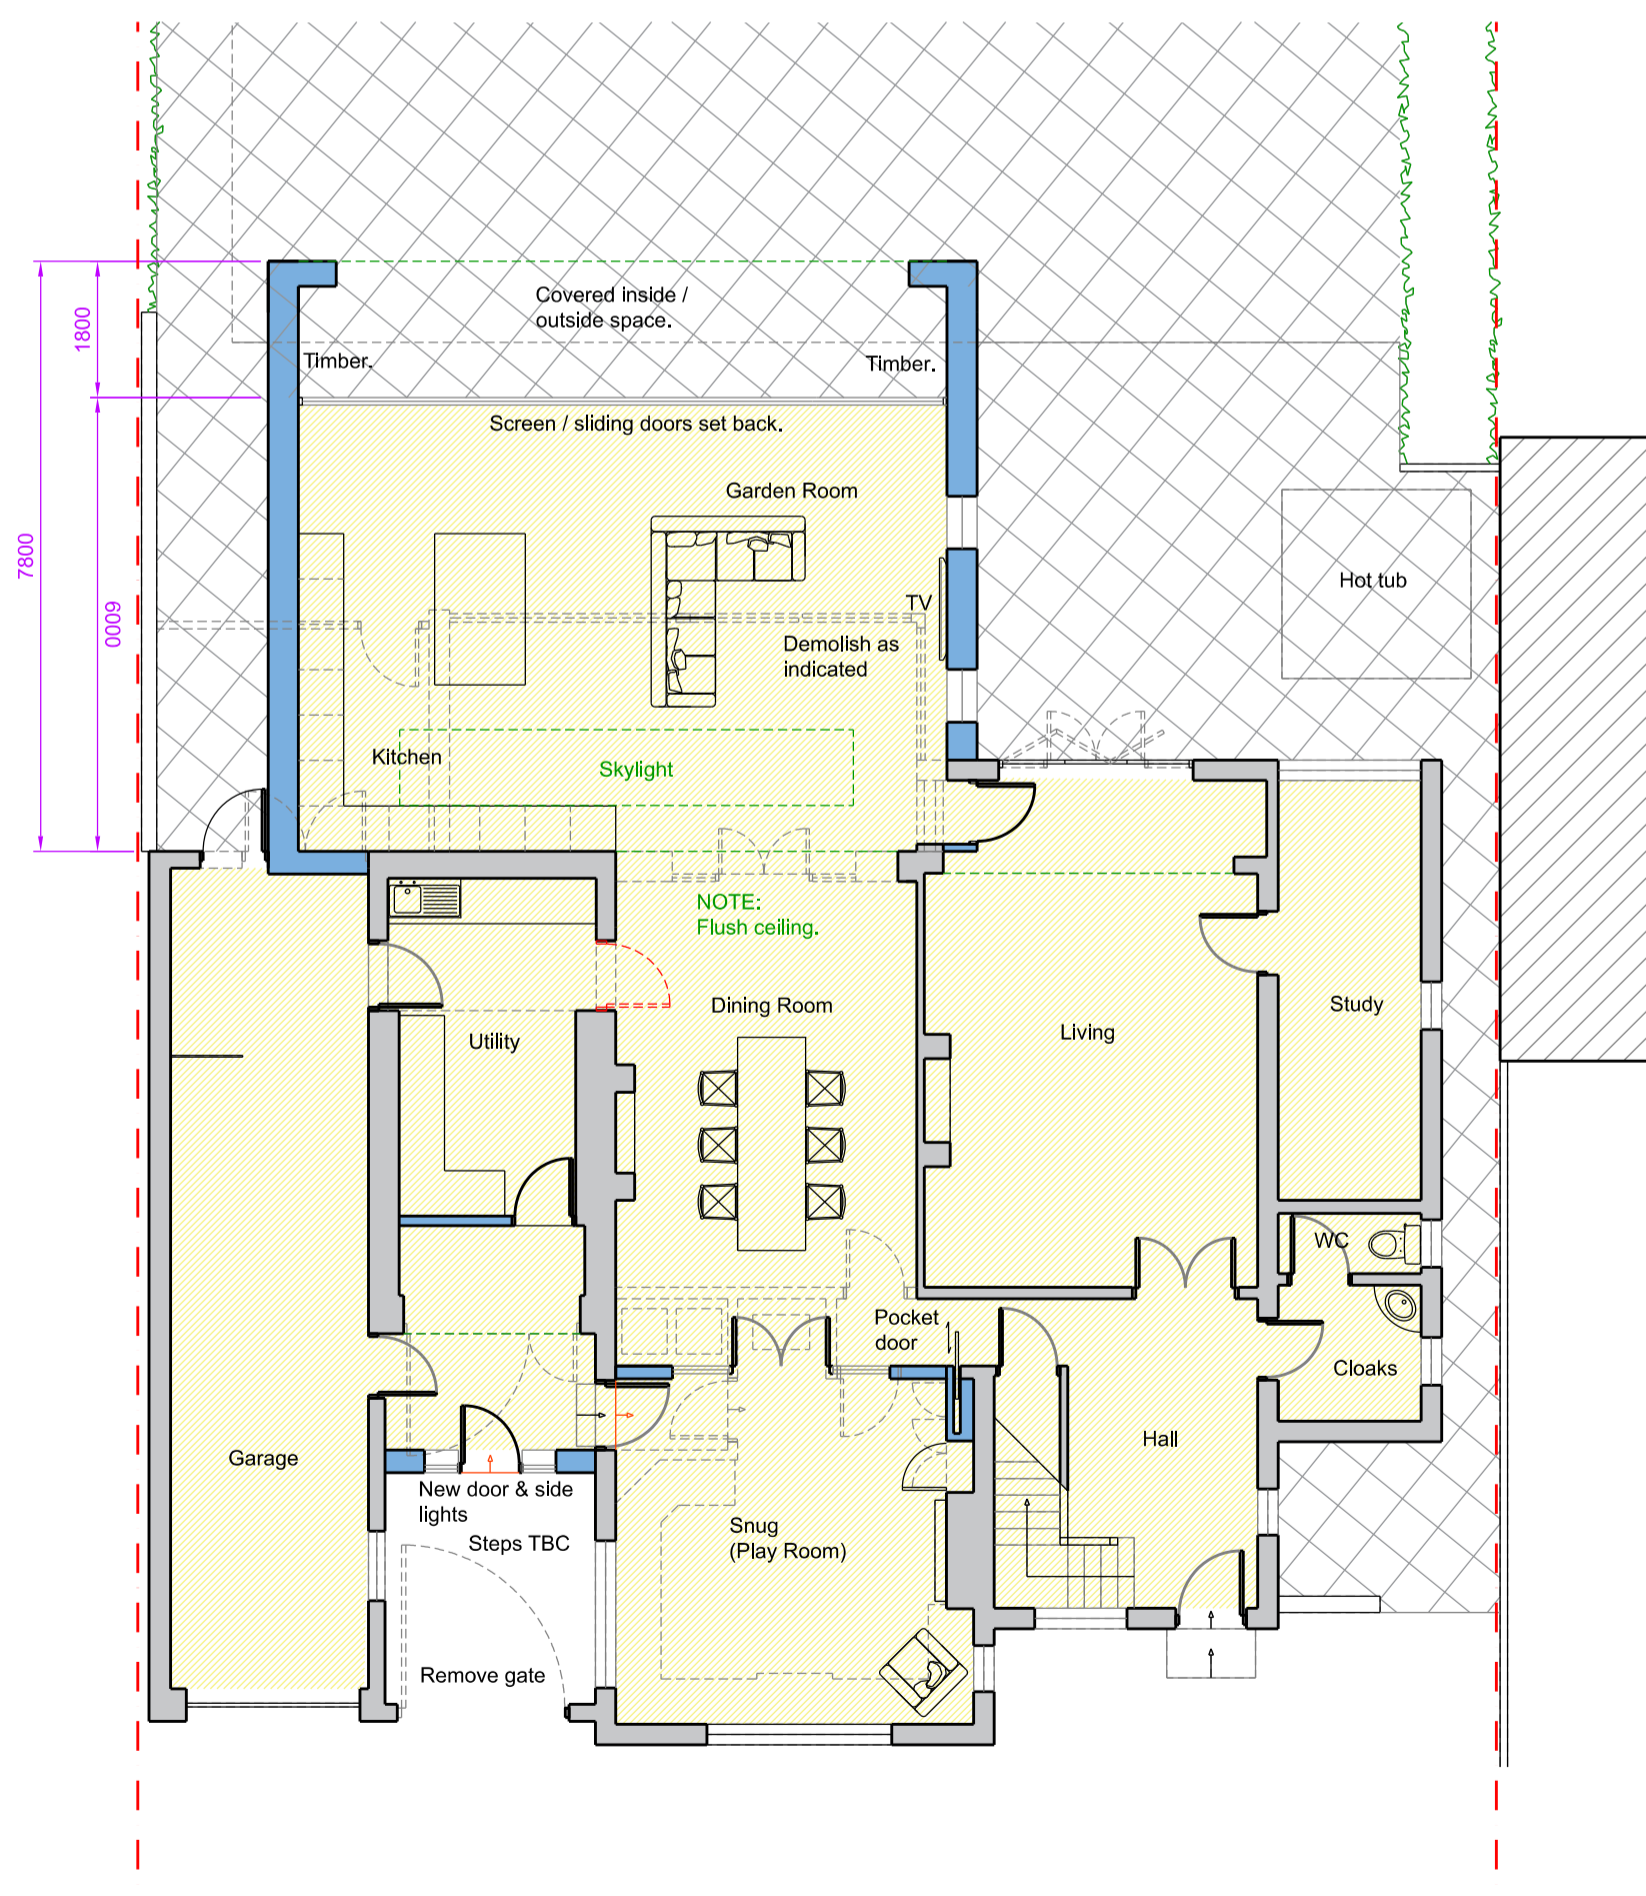 Covered inside /
outside space.
1800
Timber.
Timber.
Screen / sliding doors set back.
Garden Room
7800
Hot tub
6000
TV
Demolish as
indicated
Kitchen
Skylight
NOTE:
Flush ceiling.
Dining Room
Study
Living
Utility
WC
Pocket
door
Cloaks
Hall
Garage
New door & side
lights
Snug
(Play Room)
Steps TBC
Remove gate